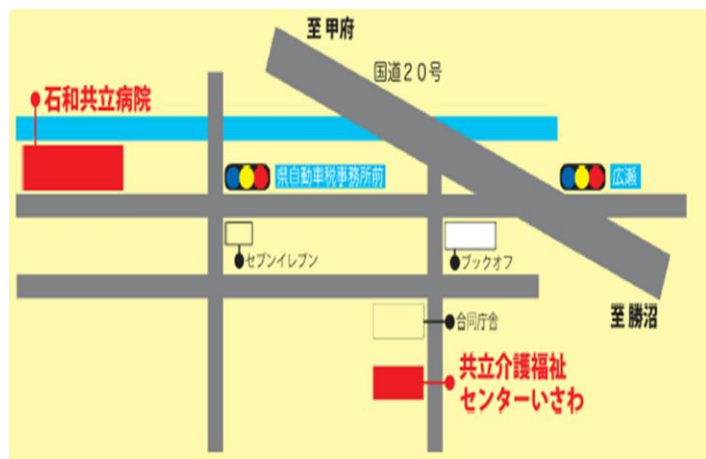 至 甲府
国道２０号
石和共立病院
県自動車税事務所前
広瀬
セブンイレブン
ブックオフ
至 勝沼
合同庁舎
共立介護福祉
センターいさわ